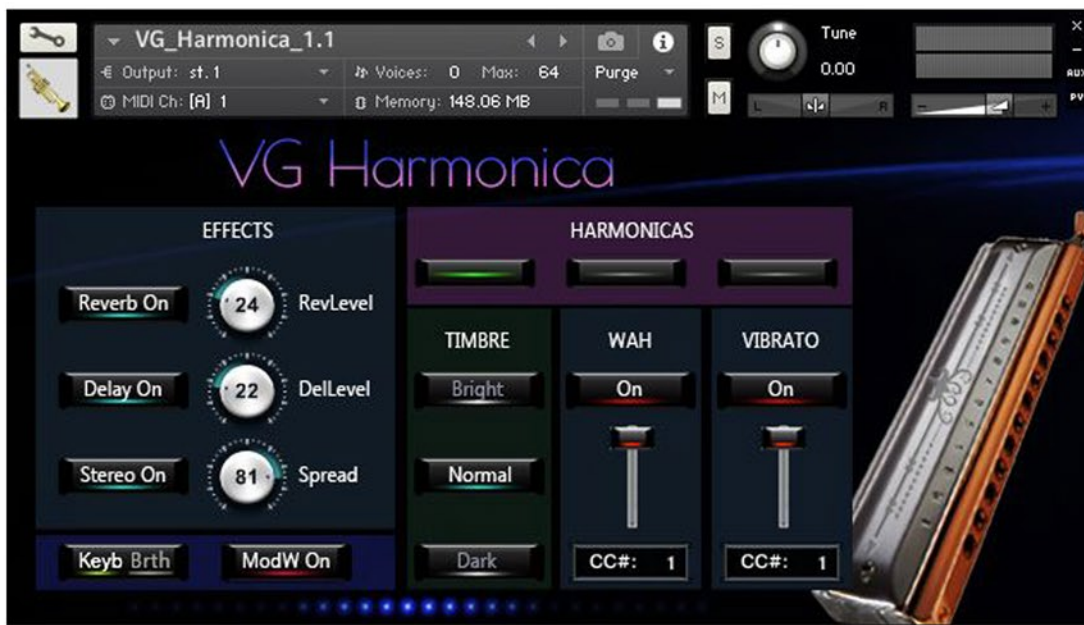 VG_Harmonica_1.1
Output: st.1
Voices: 0 Max: 64
Purge
MIDI Ch: [A] 1
Memory: 148.06 MB
S
M
Tune
0.00
L R
- +
×
-
AUX
PV
VG Harmonica
EFFECTS
Reverb On 24 RevLevel
Delay On 22 DelLevel
Stereo On 81 Spread
Keyb Brth ModW On
HARMONICAS
TIMBRE
Bright
Normal
Dark
WAH
On
CC#: 1
VIBRATO
On
CC#: 1